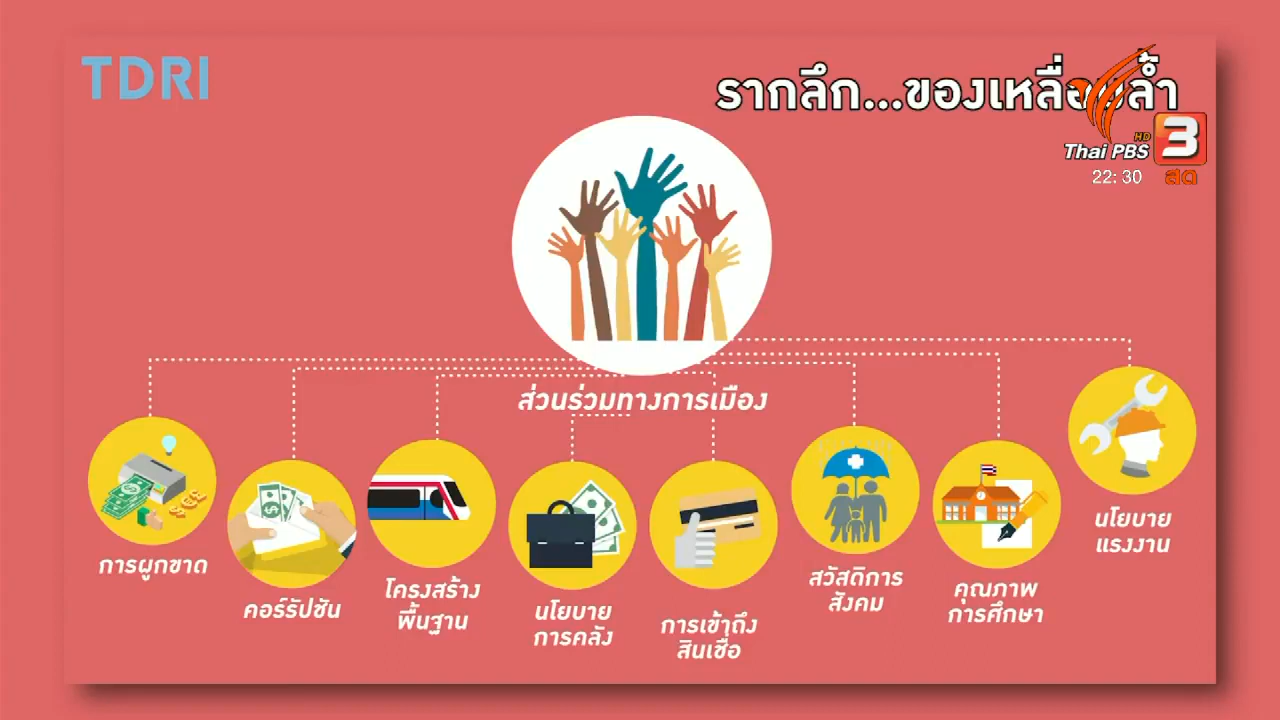 TDRI
รากลึก...ของเหลื่อมล้ำ
HD
Thai PBS 3
22: 30 สด
ส่วนร่วมทางการเมือง
การผูกขาด
คอร์รัปชัน
โครงสร้าง
พื้นฐาน
นโยบาย
การคลัง
การเข้าถึง
สินเชื่อ
สวัสดิการ
สังคม
คุณภาพ
การศึกษา
นโยบาย
แรงงาน